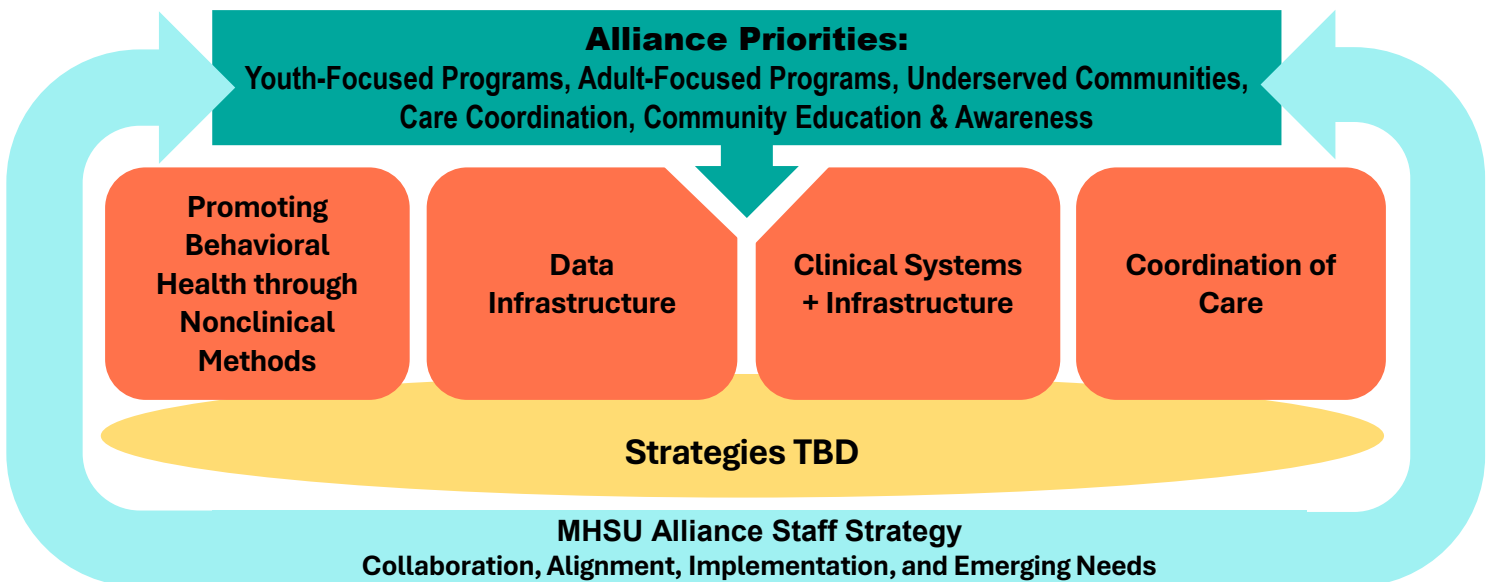 Alliance Priorities:
Youth-Focused Programs, Adult-Focused Programs, Underserved Communities,
Care Coordination, Community Education & Awareness
Promoting
Behavioral
Health through
Nonclinical
Methods
Data
Infrastructure
Clinical Systems
+ Infrastructure
Coordination of
Care
Strategies TBD
MHSU Alliance Staff Strategy
Collaboration, Alignment, Implementation, and Emerging Needs